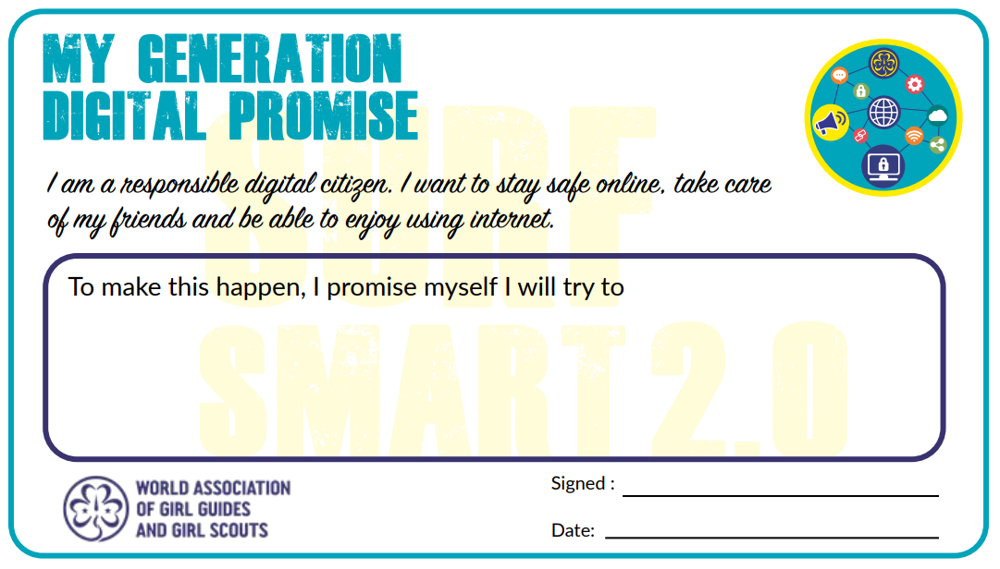 MY GENERATION
DIGITAL PROMISE
I am a responsible digital citizen. I want to stay safe online, take care
of my friends and be able to enjoy using internet.
To make this happen, I promise myself I will try to
SURF
SMART 2.0
WORLD ASSOCIATION
OF GIRL GUIDES
AND GIRL SCOUTS
Signed :
Date: